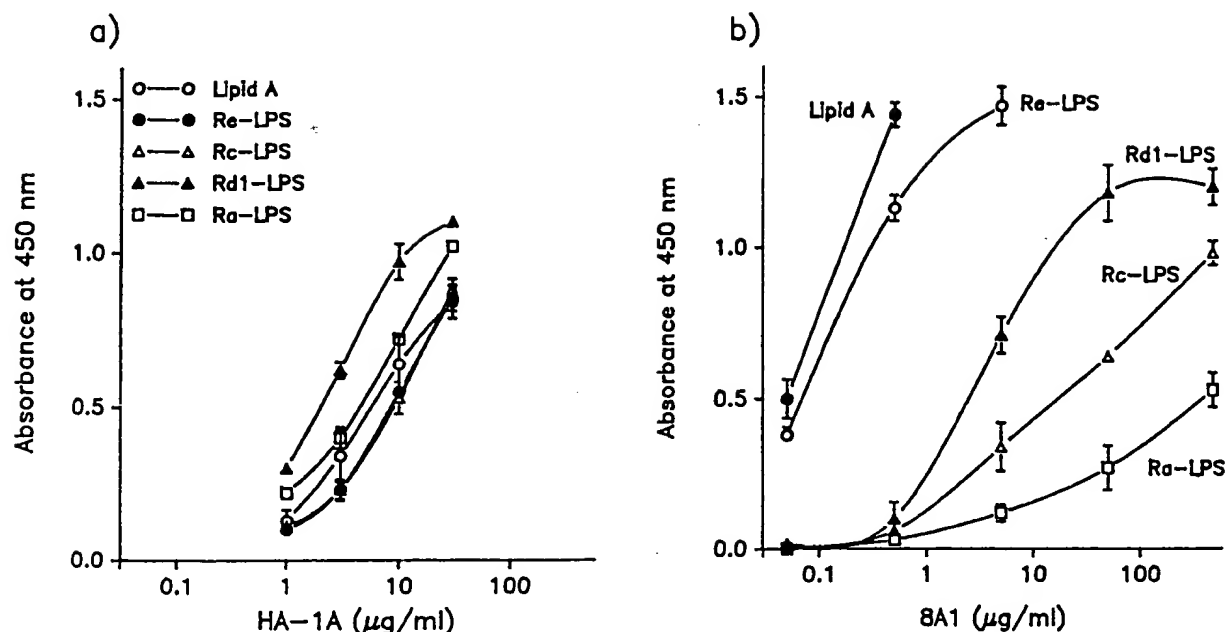 a)
Absorbance at 450 nm
1.5
1.0
0.5
0.0
Lipid A
Re-LPS
Rc-LPS
Rd1-LPS
Ra-LPS
0.1 1 10 100
HA-1A (μg/ml)
b)
Absorbance at 450 nm
1.5
1.0
0.5
0.0
Lipid A
Re-LPS
Rd1-LPS
Rc-LPS
Ra-LPS
0.1 1 10 100
8A1 (μg/ml)